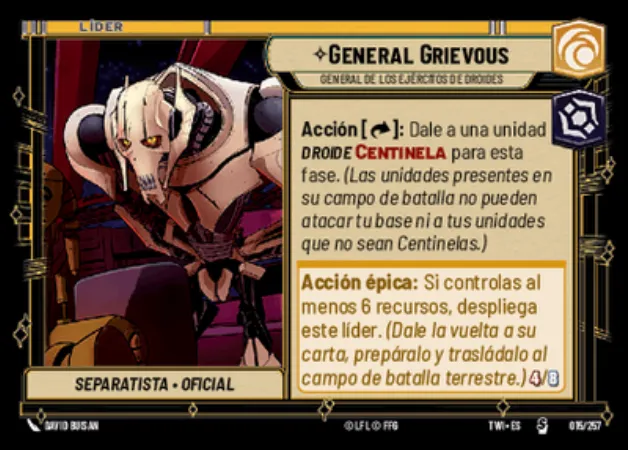 LÍDER
GENERAL GRIEVOUS
GENERAL DE LOS EJÉRCITOS DE DROIDES
Acción [ ]: Dale a una unidad
DROIDE CENTINELA para esta
fase. (Las unidades presentes en
su campo de batalla no pueden
atacar tu base ni a tus unidades
que no sean Centinelas.)
Acción épica: Si controlas al
menos 6 recursos, despliega
este líder. (Dale la vuelta a su
carta, prepáralo y trasládalo al
campo de batalla terrestre.) 4/8
SEPARATISTA • OFICIAL
DAVID BUISAN
© LFL © FFG
TWI • ES
S
015/257